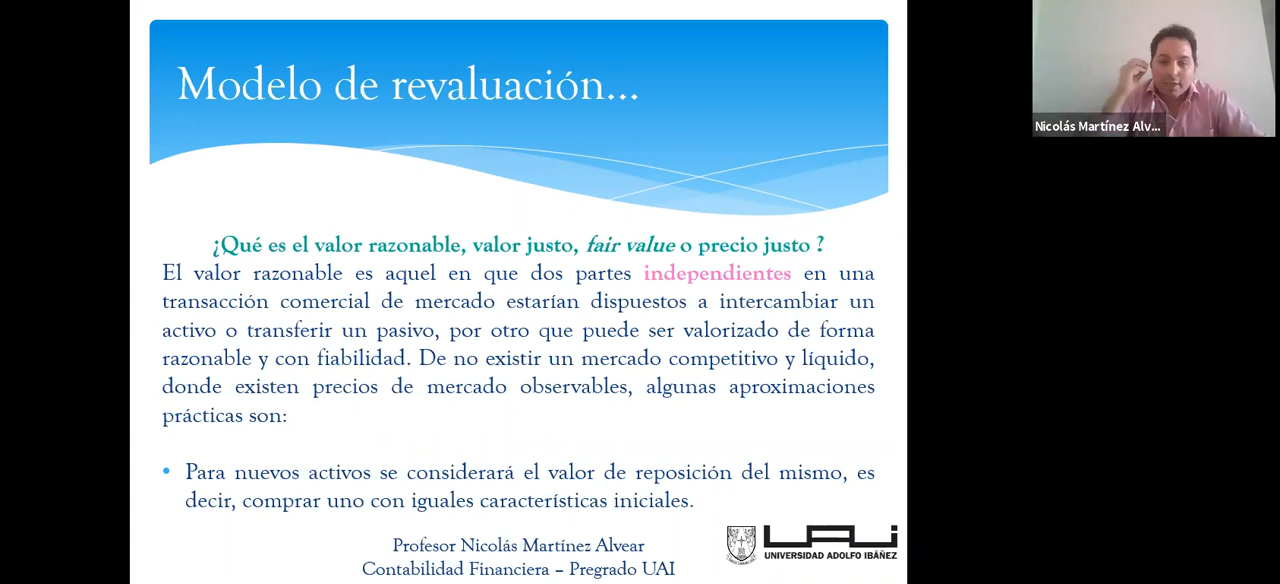 Modelo de revaluación...
Nicolás Martínez Alv...
¿Qué es el valor razonable, valor justo, fair value o precio justo ?
El valor razonable es aquel en que dos partes independientes en una
transacción comercial de mercado estarían dispuestos a intercambiar un
activo o transferir un pasivo, por otro que puede ser valorizado de forma
razonable y con fiabilidad. De no existir un mercado competitivo y líquido,
donde existen precios de mercado observables, algunas aproximaciones
prácticas son:
• Para nuevos activos se considerará el valor de reposición del mismo, es
decir, comprar uno con iguales características iniciales.
Profesor Nicolás Martínez Alvear
Contabilidad Financiera – Pregrado UAI
UAI
UNIVERSIDAD ADOLFO IBÁÑEZ